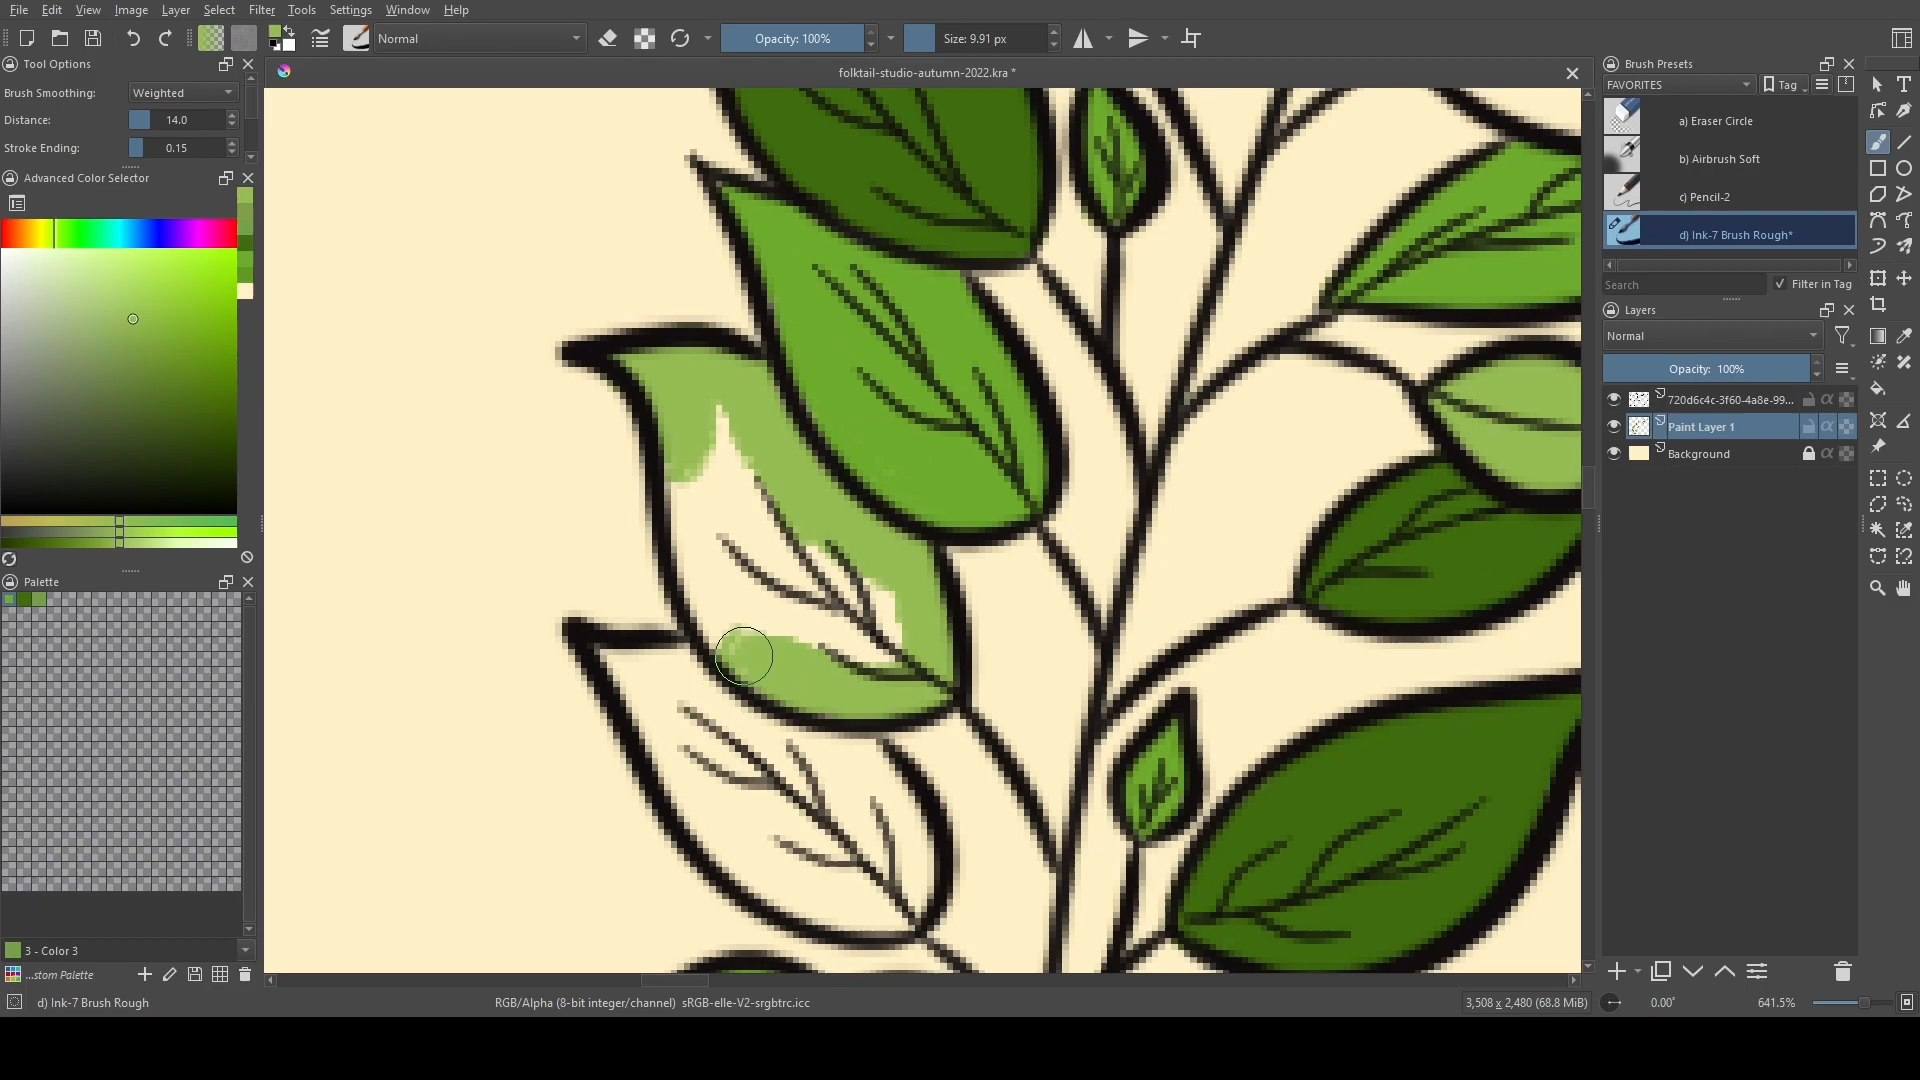 File Edit View Image Layer Select Filter Tools Settings Window Help
Normal
Opacity: 100%
Size: 9.91 px
Tool Options
folktail-studio-autumn-2022.kra *
Brush Smoothing: Weighted
Distance: 14.0
Stroke Ending: 0.15
Advanced Color Selector
Palette
3 - Color 3
...stom Palette
d) Ink-7 Brush Rough
RGB/Alpha (8-bit integer/channel) sRGB-elle-V2-srgbtrc.icc
3,508 x 2,480 (68.8 MiB)
0.00°
641.5%
Brush Presets
FAVORITES
Tag
a) Eraser Circle
b) Airbrush Soft
c) Pencil-2
d) Ink-7 Brush Rough*
Search
Filter in Tag
Layers
Normal
Opacity: 100%
720d6c4c-3f60-4a8e-99...
Paint Layer 1
Background